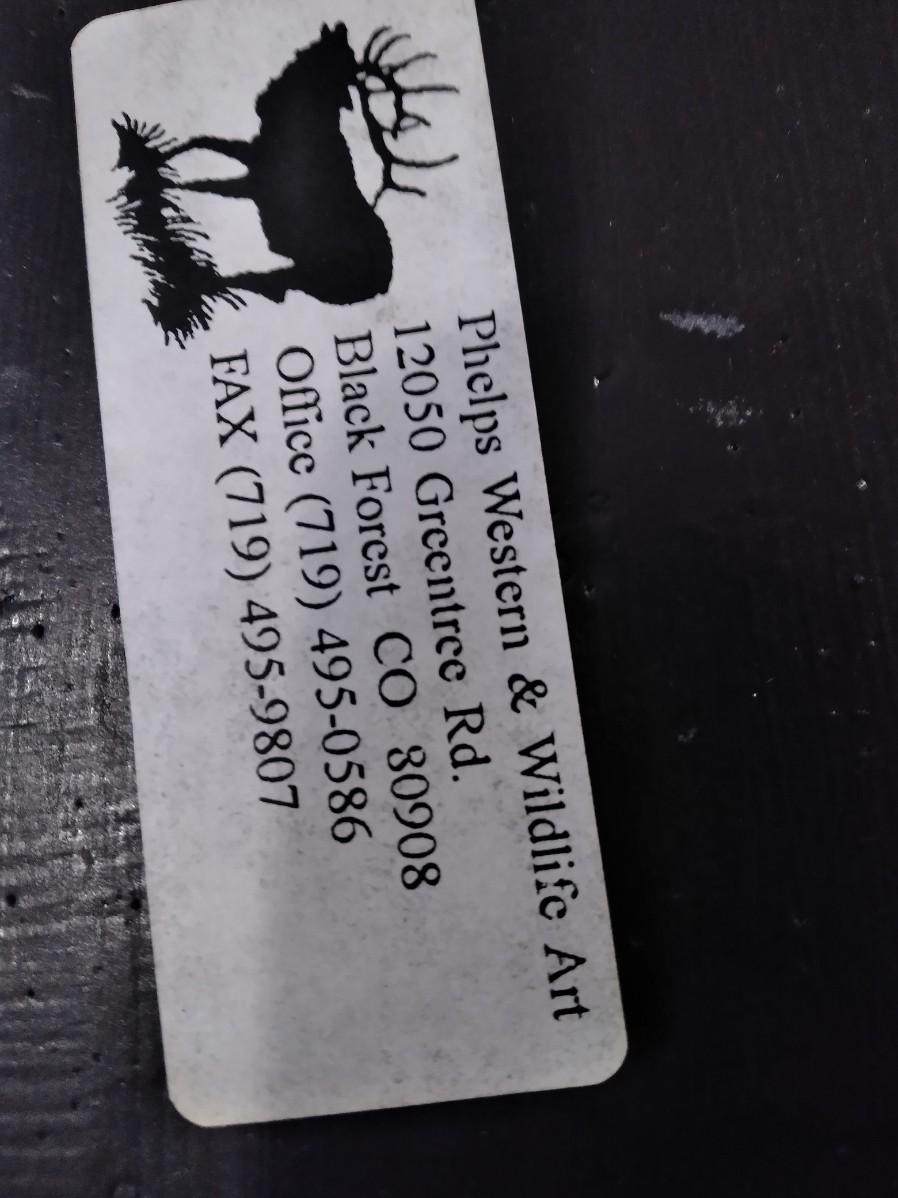 Phelps Western & Wildlife Art
12050 Greentree Rd.
Black Forest CO 80908
Office (719) 495-0586
FAX (719) 495-9807